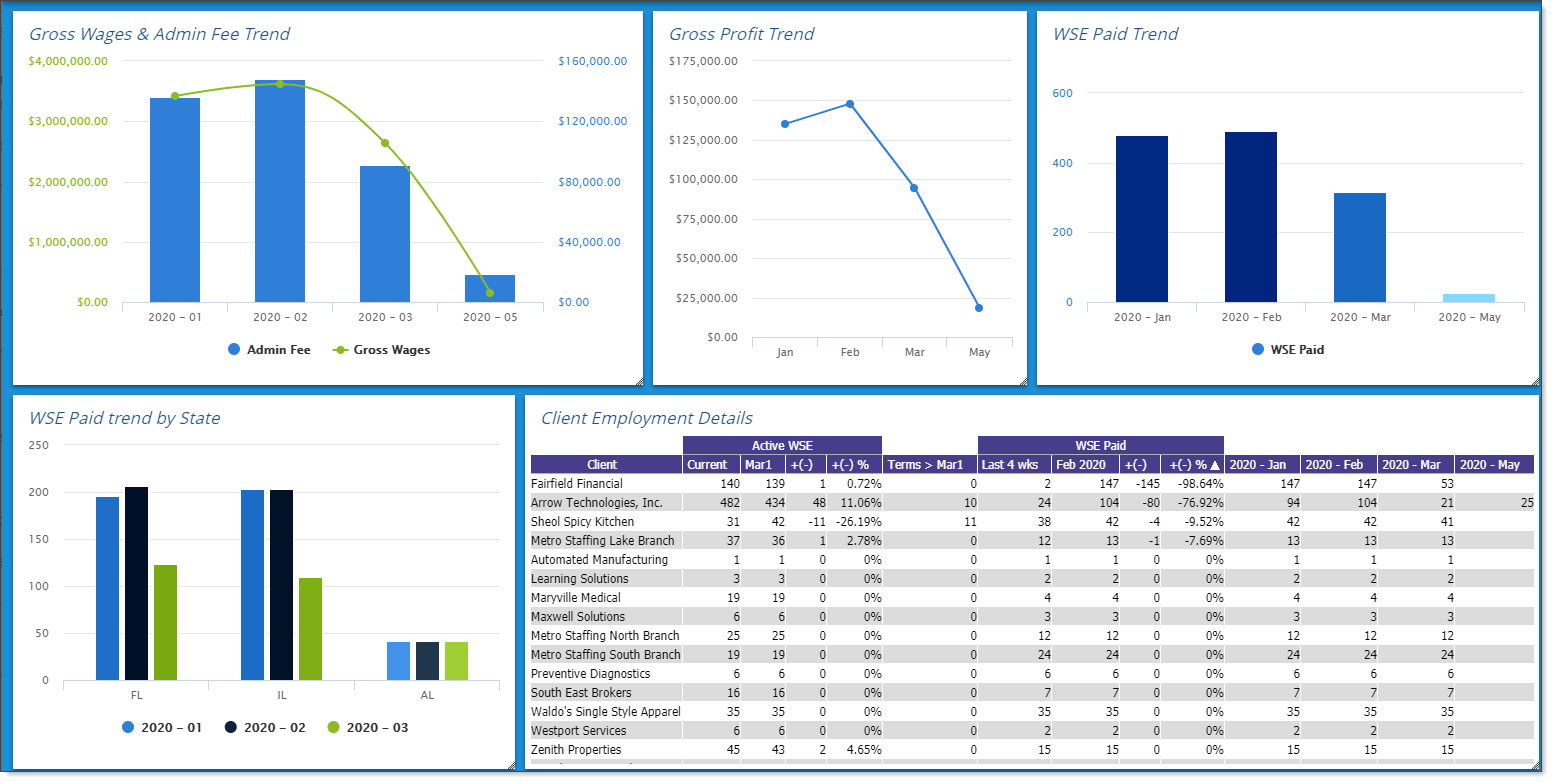 Gross Wages & Admin Fee Trend
$4,000,000.00 $160,000.00
$3,000,000.00 $120,000.00
$2,000,000.00 $80,000.00
$1,000,000.00 $40,000.00
$0.00 $0.00
2020 - 01 2020 - 02 2020 - 03 2020 - 05
Admin Fee Gross Wages
Gross Profit Trend
$175,000.00
$150,000.00
$125,000.00
$100,000.00
$75,000.00
$50,000.00
$25,000.00
$0.00
Jan Feb Mar May
WSE Paid Trend
600
400
200
0
2020 - Jan 2020 - Feb 2020 - Mar 2020 - May
WSE Paid
WSE Paid trend by State
250
200
150
100
50
0
FL IL AL
2020 - 01 2020 - 02 2020 - 03
Client Employment Details
Active WSE WSE Paid
Client Current Mar1 +(-) +(-) % Terms > Mar1 Last 4 wks Feb 2020 +(-) +(-) % ▲ 2020 - Jan 2020 - Feb 2020 - Mar 2020 - May
Fairfield Financial 140 139 1 0.72% 0 2 147 -145 -98.64% 147 147 53
Arrow Technologies, Inc. 482 434 48 11.06% 10 24 104 -80 -76.92% 94 104 21 25
Sheol Spicy Kitchen 31 42 -11 -26.19% 11 38 42 -4 -9.52% 42 42 41
Metro Staffing Lake Branch 37 36 1 2.78% 0 12 13 -1 -7.69% 13 13 13
Automated Manufacturing 1 1 0 0% 0 1 1 0 0% 1 1 1
Learning Solutions 3 3 0 0% 0 2 2 0 0% 2 2 2
Maryville Medical 19 19 0 0% 0 4 4 0 0% 4 4 4
Maxwell Solutions 6 6 0 0% 0 3 3 0 0% 3 3 3
Metro Staffing North Branch 25 25 0 0% 0 12 12 0 0% 12 12 12
Metro Staffing South Branch 19 19 0 0% 0 24 24 0 0% 24 24 24
Preventive Diagnostics 6 6 0 0% 0 6 6 0 0% 6 6 6
South East Brokers 16 16 0 0% 0 7 7 0 0% 7 7 7
Waldo's Single Style Apparel 35 35 0 0% 0 35 35 0 0% 35 35 35
Westport Services 6 6 0 0% 0 2 2 0 0% 2 2 2
Zenith Properties 45 43 2 4.65% 0 15 15 0 0% 15 15 15